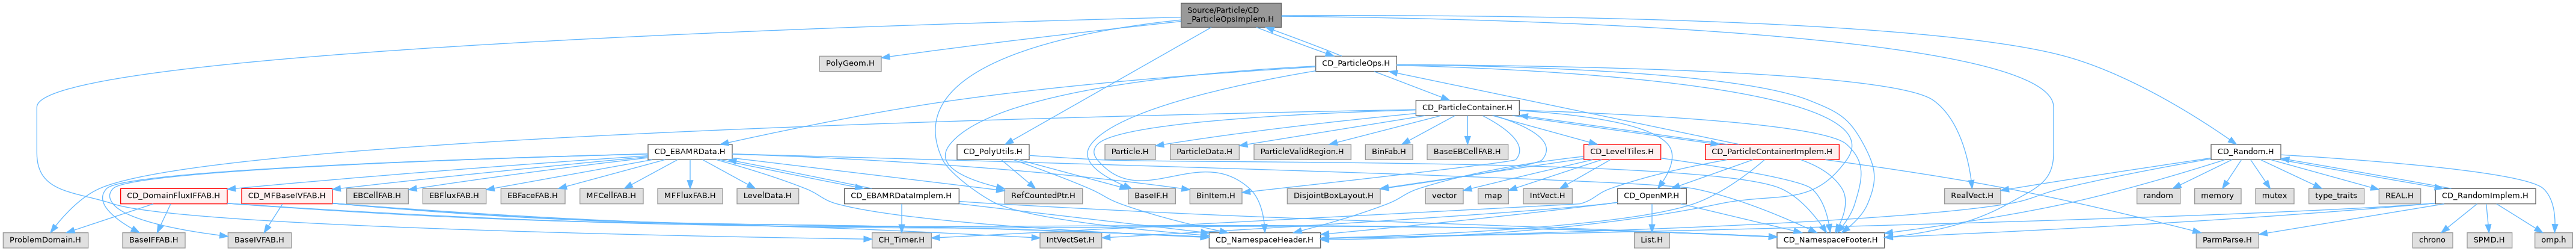 Source/Particle/CD
_ParticleOpsImplem.H
PolyGeom.H
CD_ParticleOps.H
CD_ParticleContainer.H
CD_EBAMRData.H
CD_PolyUtils.H
Particle.H
ParticleData.H
ParticleValidRegion.H
BinFab.H
BaseEBCellFAB.H
CD_LevelTiles.H
CD_ParticleContainerImplem.H
CD_Random.H
CD_DomainFluxIFFAB.H
CD_MFBaseIVFAB.H
EBCellFAB.H
EBFluxFAB.H
EBFaceFAB.H
MFCellFAB.H
MFFluxFAB.H
LevelData.H
CD_EBAMRDataImplem.H
RefCountedPtr.H
BaseIF.H
BinItem.H
DisjointBoxLayout.H
vector
map
IntVect.H
CD_OpenMP.H
RealVect.H
random
memory
mutex
type_traits
REAL.H
CD_RandomImplem.H
ProblemDomain.H
BaseIFFAB.H
BaseIVFAB.H
CH_Timer.H
IntVectSet.H
CD_NamespaceHeader.H
List.H
CD_NamespaceFooter.H
ParmParse.H
chrono
SPMD.H
omp.h